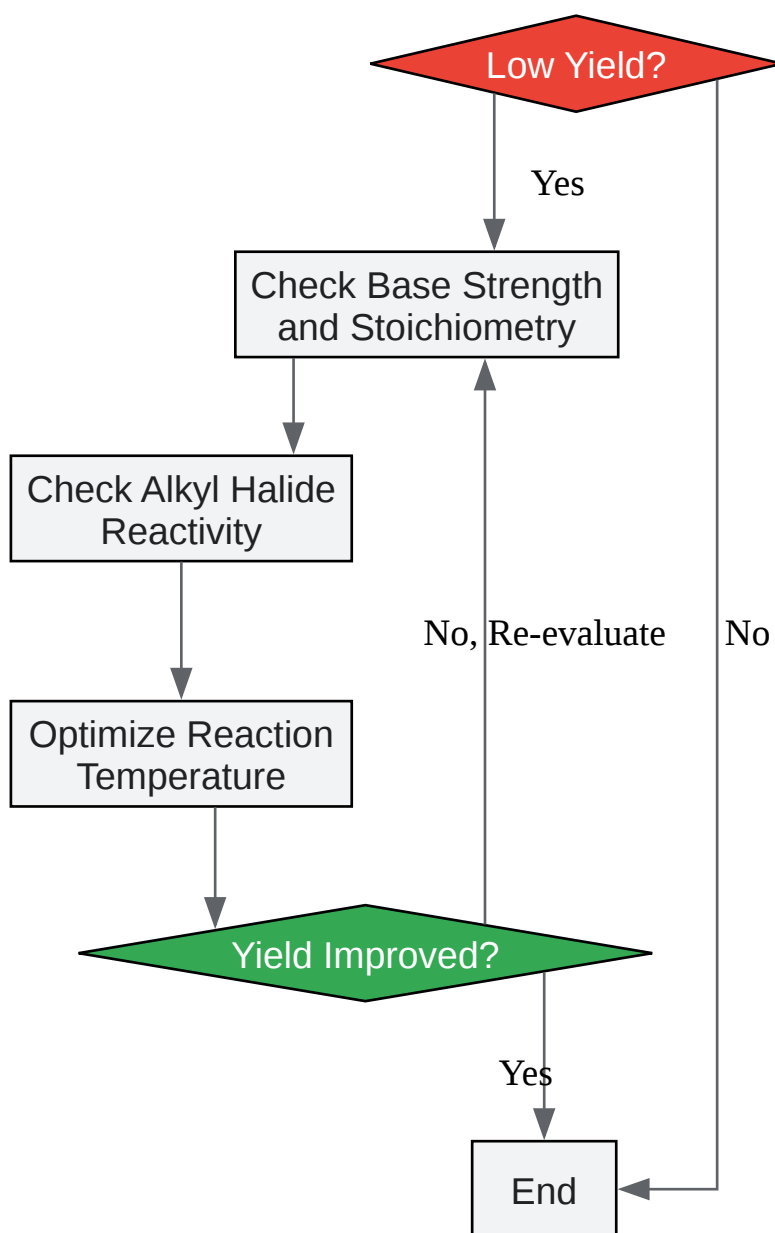 Low Yield?
Yes
Check Base Strength
and Stoichiometry
Check Alkyl Halide
Reactivity
No, Re-evaluate
No
Optimize Reaction
Temperature
Yield Improved?
Yes
End